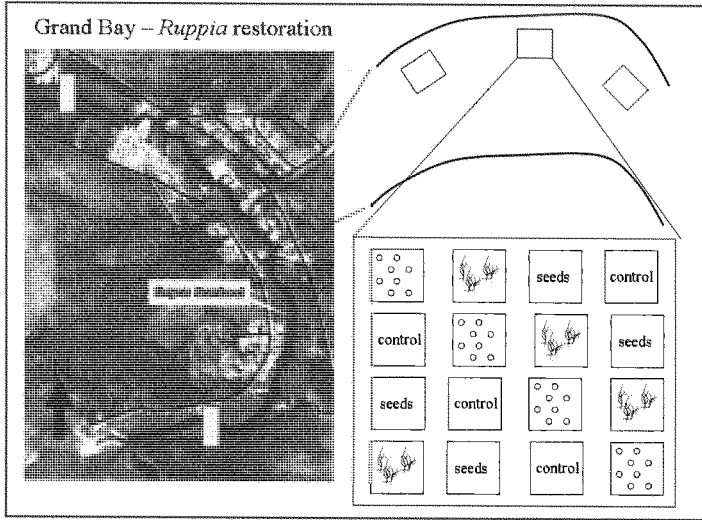 Grand Bay – Ruppia restoration
seeds
control
control
seeds
seeds
control
seeds
control